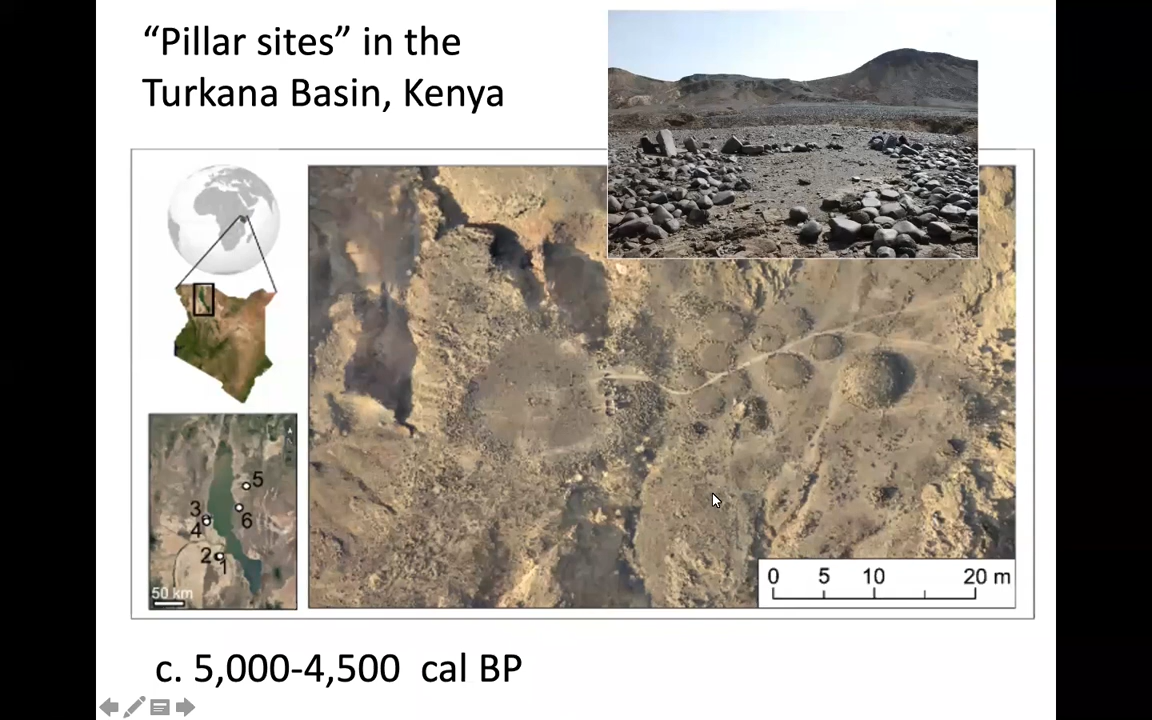 “Pillar sites” in the
Turkana Basin, Kenya
5
3
6
4
2
1
50 km
0 5 10 20 m
c. 5,000-4,500 cal BP